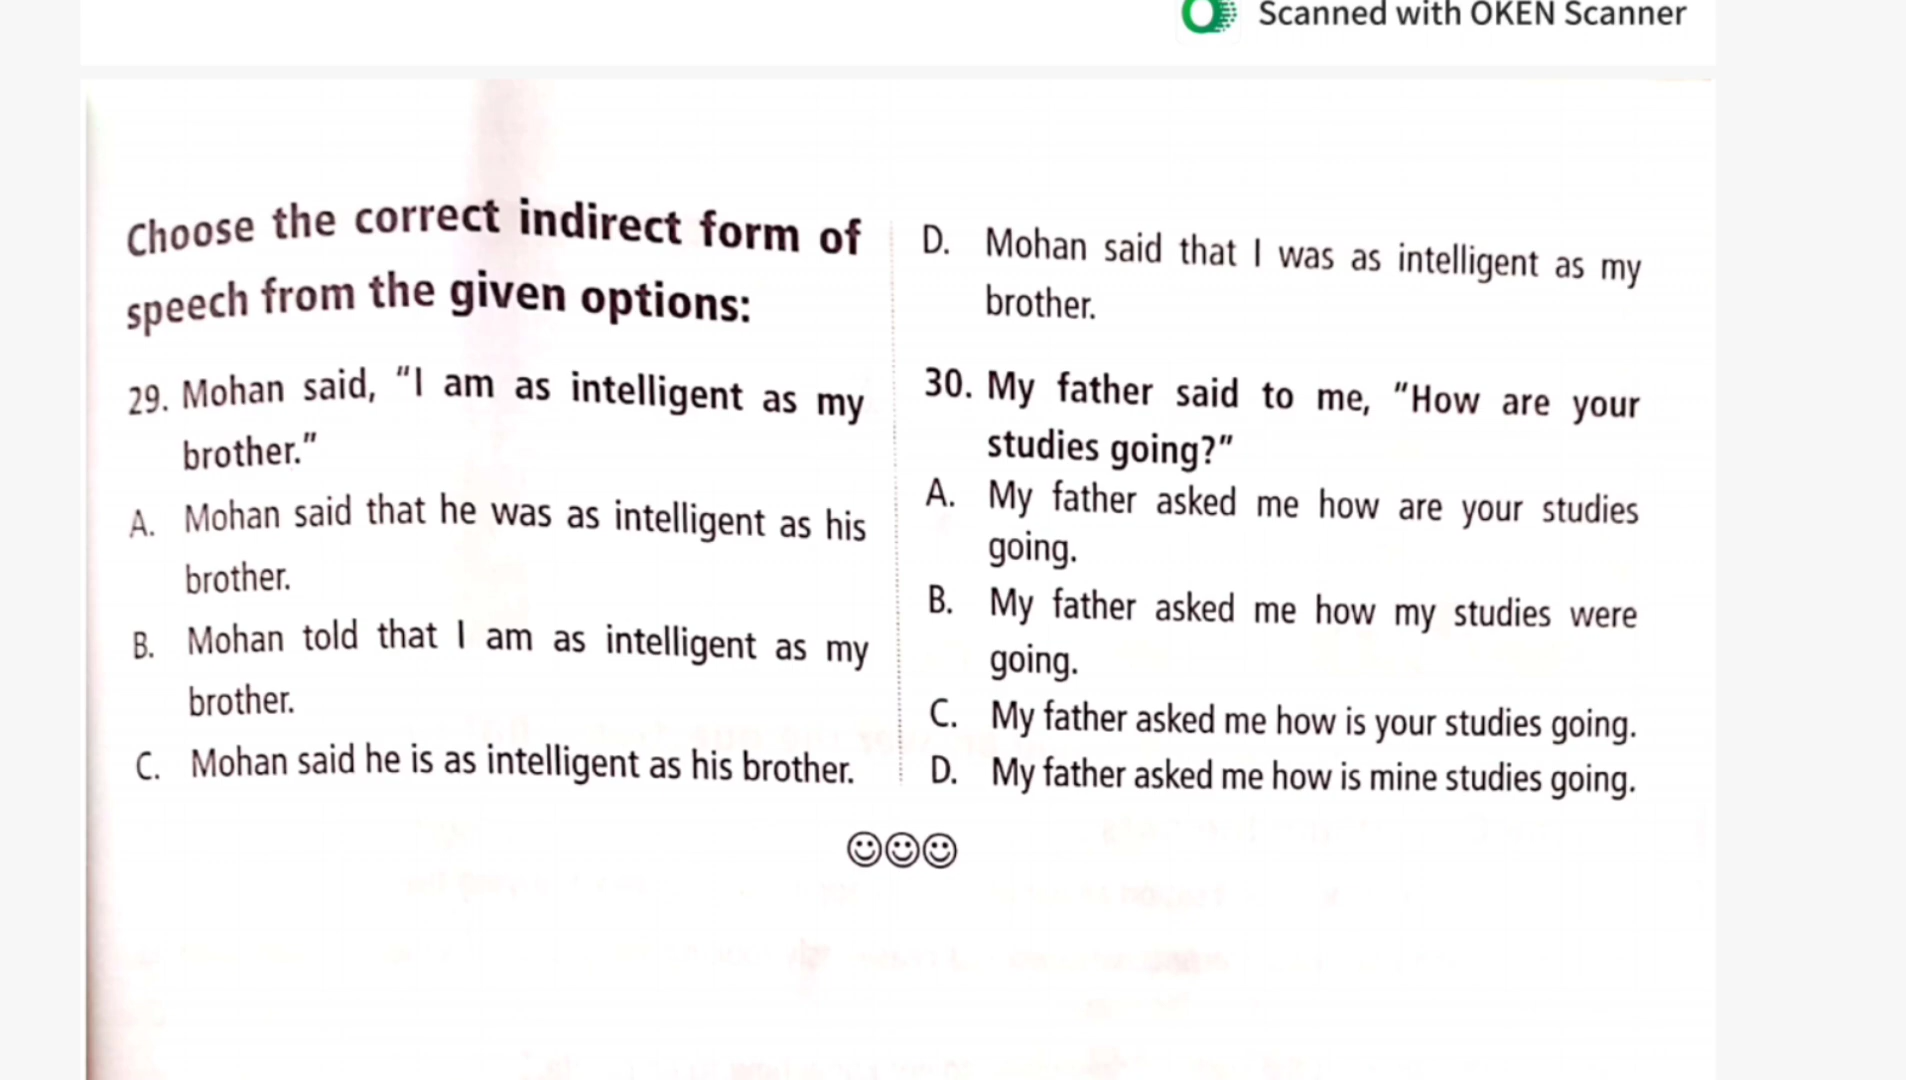 Scanned with OKEN Scanner
Choose the correct indirect form of
speech from the given options:
29. Mohan said, "I am as intelligent as my
brother."
A. Mohan said that he was as intelligent as his
brother.
B. Mohan told that I am as intelligent as my
brother.
C. Mohan said he is as intelligent as his brother.
D. Mohan said that I was as intelligent as my
brother.
30. My father said to me, "How are your
studies going?"
A. My father asked me how are your studies
going.
B. My father asked me how my studies were
going.
C. My father asked me how is your studies going.
D. My father asked me how is mine studies going.
☺☺☺